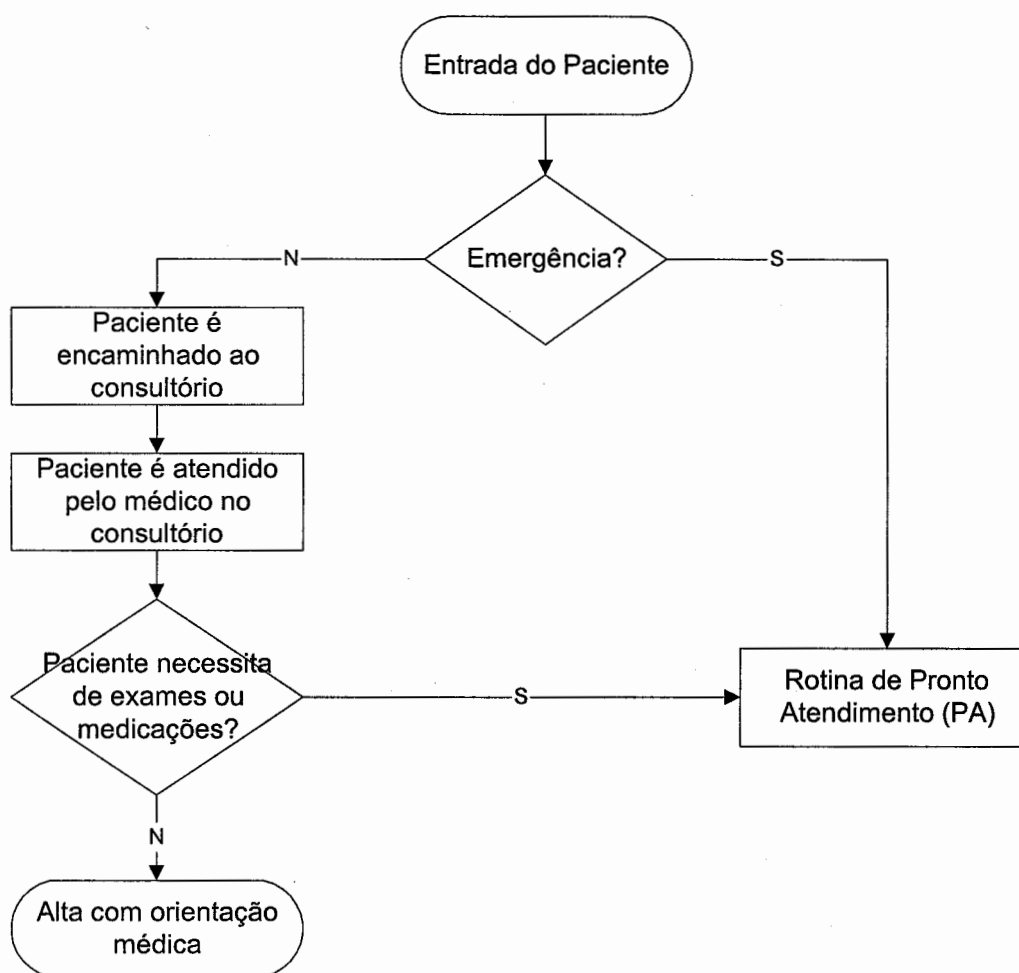 Entrada do Paciente
Emergência?
N
S
Paciente é
encaminhado ao
consultório
Paciente é atendido
pelo médico no
consultório
Paciente necessita
de exames ou
medicações?
S
Rotina de Pronto
Atendimento (PA)
N
Alta com orientação
médica